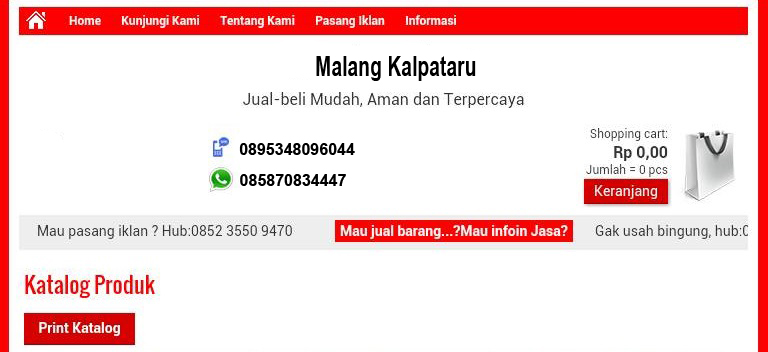 Home Kunjungi Kami Tentang Kami Pasang Iklan Informasi
Malang Kalpataru
Jual-beli Mudah, Aman dan Terpercaya
0895348096044
085870834447
Shopping cart:
Rp 0,00
Jumlah = 0 pcs
Keranjang
Mau pasang iklan ? Hub:0852 3550 9470 Mau jual barang...?Mau infoin Jasa? Gak usah bingung, hub:0
Katalog Produk
Print Katalog